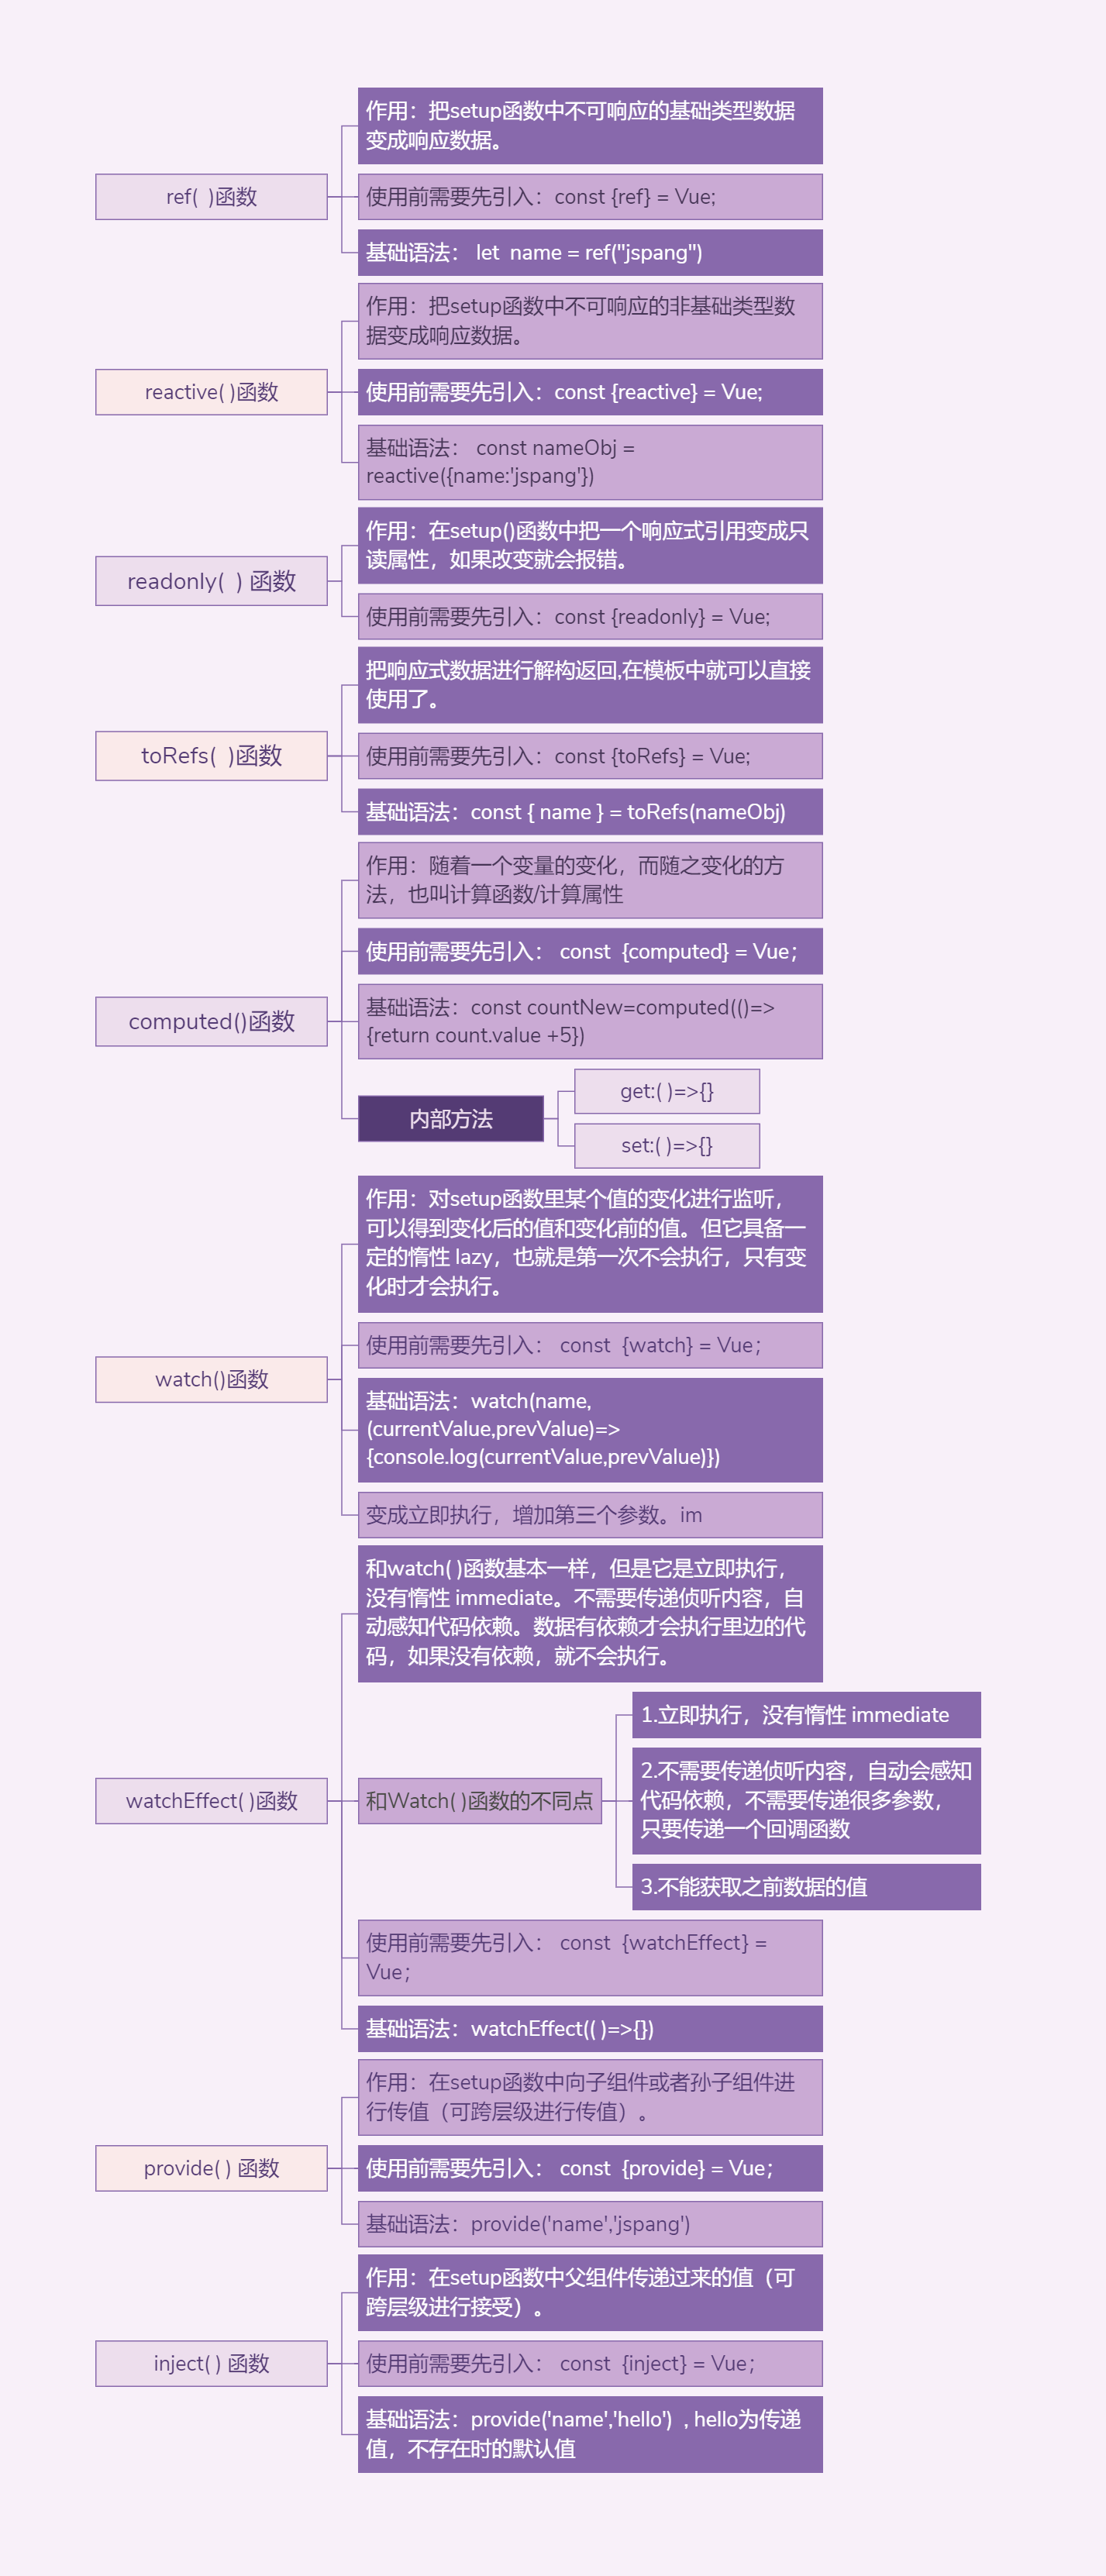 ref( )函数
作用：把setup函数中不可响应的基础类型数据
变成响应数据。
使用前需要先引入：const {ref} = Vue;
基础语法： let  name = ref("jspang")
reactive( )函数
作用：把setup函数中不可响应的非基础类型数
据变成响应数据。
使用前需要先引入：const {reactive} = Vue;
基础语法： const nameObj =
reactive({name:'jspang'})
readonly( ) 函数
作用：在setup()函数中把一个响应式引用变成只
读属性，如果改变就会报错。
使用前需要先引入：const {readonly} = Vue;
toRefs( )函数
把响应式数据进行解构返回,在模板中就可以直接
使用了。
使用前需要先引入：const {toRefs} = Vue;
基础语法：const { name } = toRefs(nameObj)
computed()函数
作用：随着一个变量的变化，而随之变化的方
法，也叫计算函数/计算属性
使用前需要先引入： const  {computed} = Vue；
基础语法：const countNew=computed(()=>
{return count.value +5})
内部方法
get:( )=>{}
set:( )=>{}
watch()函数
作用：对setup函数里某个值的变化进行监听，
可以得到变化后的值和变化前的值。但它具备一
定的惰性 lazy，也就是第一次不会执行，只有变
化时才会执行。
使用前需要先引入： const  {watch} = Vue；
基础语法：watch(name,
(currentValue,prevValue)=>
{console.log(currentValue,prevValue)})
变成立即执行，增加第三个参数。im
watchEffect( )函数
和watch( )函数基本一样，但是它是立即执行，
没有惰性 immediate。不需要传递侦听内容，自
动感知代码依赖。数据有依赖才会执行里边的代
码，如果没有依赖，就不会执行。
和Watch( )函数的不同点
1.立即执行，没有惰性 immediate
2.不需要传递侦听内容，自动会感知
代码依赖，不需要传递很多参数，
只要传递一个回调函数
3.不能获取之前数据的值
使用前需要先引入： const  {watchEffect} =
Vue；
基础语法：watchEffect(( )=>{})
provide( ) 函数
作用：在setup函数中向子组件或者孙子组件进
行传值（可跨层级进行传值）。
使用前需要先引入： const  {provide} = Vue；
基础语法：provide('name','jspang')
inject( ) 函数
作用：在setup函数中父组件传递过来的值（可
跨层级进行接受）。
使用前需要先引入： const  {inject} = Vue；
基础语法：provide('name','hello')  , hello为传递
值，不存在时的默认值